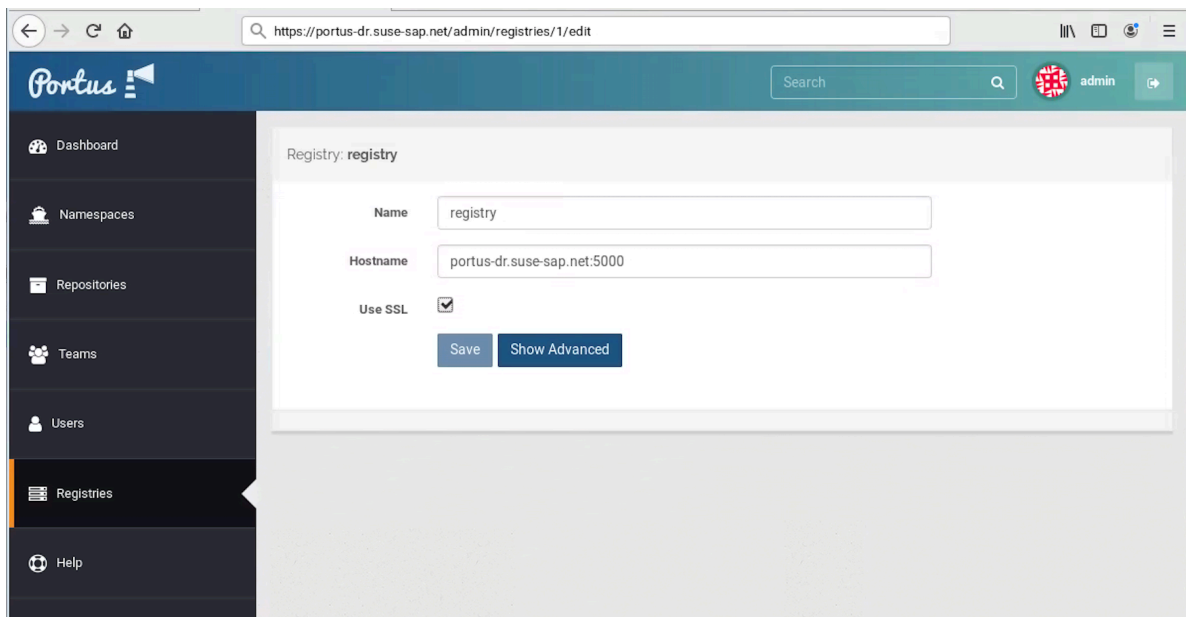 https://portus-dr.suse-sap.net/admin/registries/1/edit
Portus
Search
admin
Dashboard
Namespaces
Repositories
Teams
Users
Registries
Help
Registry: registry
Name
registry
Hostname
portus-dr.suse-sap.net:5000
Use SSL
Save
Show Advanced